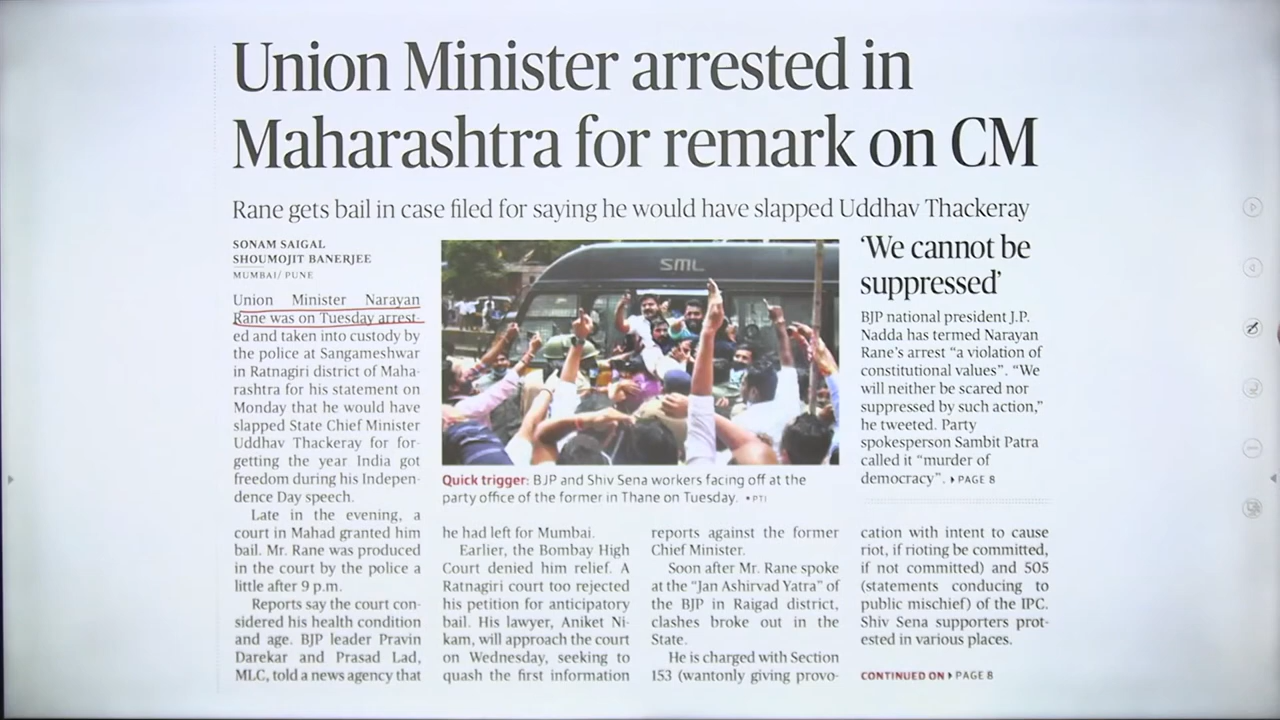 Union Minister arrested in
Maharashtra for remark on CM
Rane gets bail in case filed for saying he would have slapped Uddhav Thackeray
SONAM SAIGAL
SHOUMOJIT BANERJEE
MUMBAI/ PUNE
Union Minister Narayan
Rane was on Tuesday arrest-
ed and taken into custody by
the police at Sangameshwar
in Ratnagiri district of Maha-
rashtra for his statement on
Monday that he would have
slapped State Chief Minister
Uddhav Thackeray for for-
getting the year India got
freedom during his Indepen-
dence Day speech.
Late in the evening, a
court in Mahad granted him
bail. Mr. Rane was produced
in the court by the police a
little after 9 p.m.
Reports say the court con-
sidered his health condition
and age. BJP leader Pravin
Darekar and Prasad Lad,
MLC, told a news agency that
SML
Quick trigger: BJP and Shiv Sena workers facing off at the
party office of the former in Thane on Tuesday. • PTI
he had left for Mumbai.
Earlier, the Bombay High
Court denied him relief. A
Ratnagiri court too rejected
his petition for anticipatory
bail. His lawyer, Aniket Ni-
kam, will approach the court
on Wednesday, seeking to
quash the first information
reports against the former
Chief Minister.
Soon after Mr. Rane spoke
at the "Jan Ashirvad Yatra" of
the BJP in Raigad district,
clashes broke out in the
State.
He is charged with Section
153 (wantonly giving provo-
‘We cannot be
suppressed’
BJP national president J.P.
Nadda has termed Narayan
Rane's arrest "a violation of
constitutional values". "We
will neither be scared nor
suppressed by such action,"
he tweeted. Party
spokesperson Sambit Patra
called it "murder of
democracy". PAGE 8
cation with intent to cause
riot, if rioting be committed,
if not committed) and 505
(statements conducing to
public mischief) of the IPC.
Shiv Sena supporters prot-
ested in various places.
CONTINUED ON PAGE 8